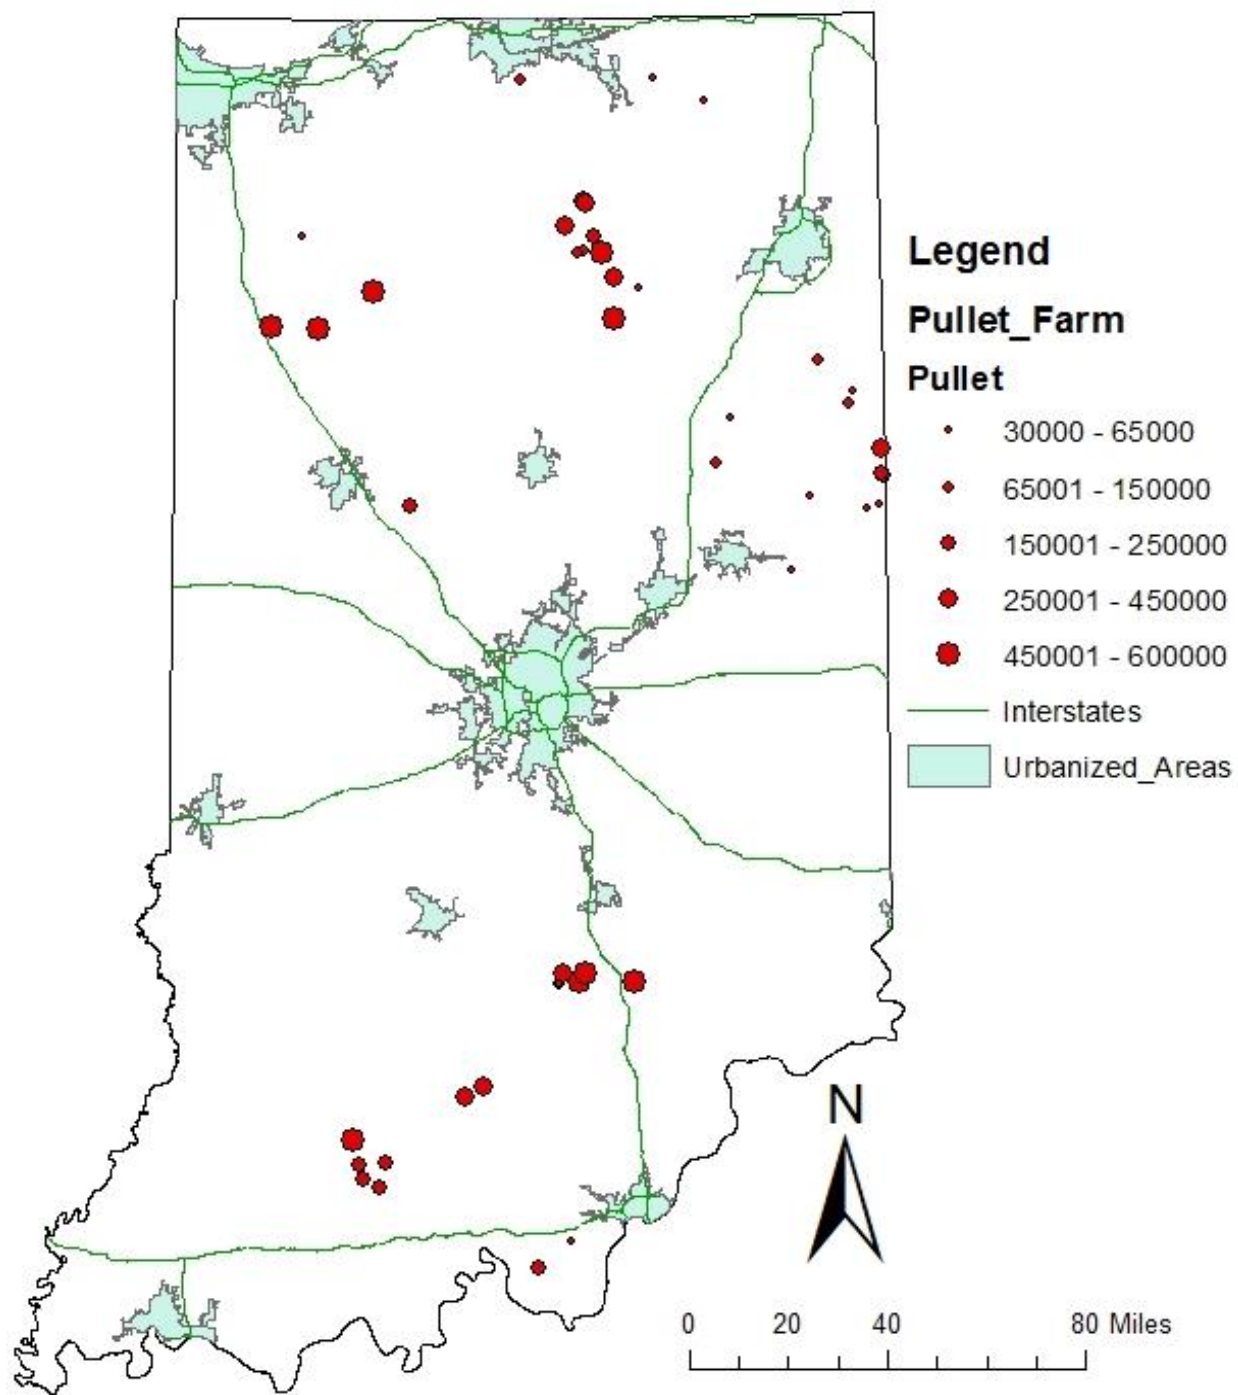 Legend
Pullet_Farm
Pullet
30000 - 65000
65001 - 150000
150001 - 250000
250001 - 450000
450001 - 600000
Interstates
Urbanized_Areas
N
0 20 40 80 Miles